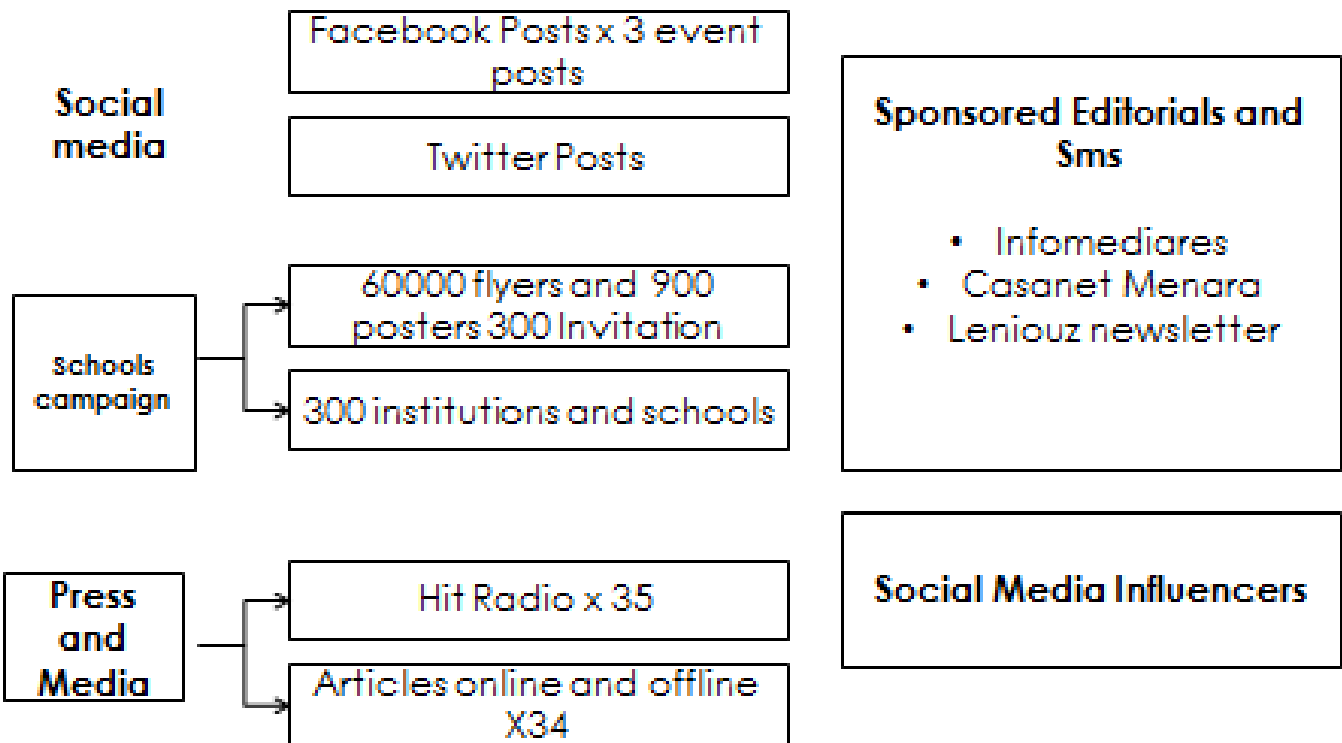 Social
media
Facebook Posts x 3 event
posts
Twitter Posts
schools
campaign
60000 flyers and 900
posters 300 Invitation
300 institutions and schools
Press
and
Media
Hit Radio x 35
Articles online and offline
X34
Sponsored Editorials and
Sms
• Infomediares
• Casanet Menara
• Leniouz newsletter
Social Media Influencers